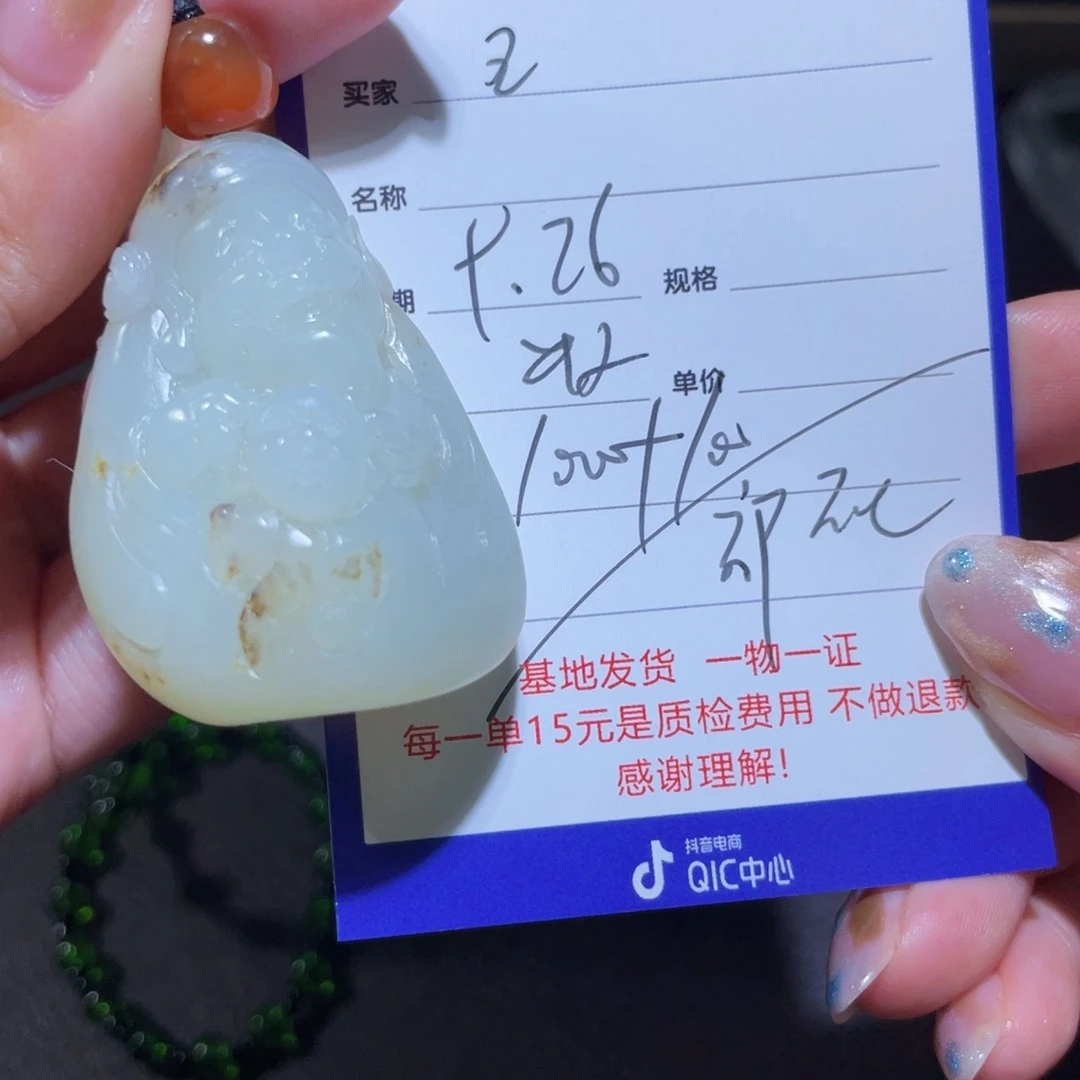 买家 王
名称
期 9.26 规格
单价
基地发货 一物一证
每一单15元是质检费用 不做退款
感谢理解!
抖音电商
QIC中心